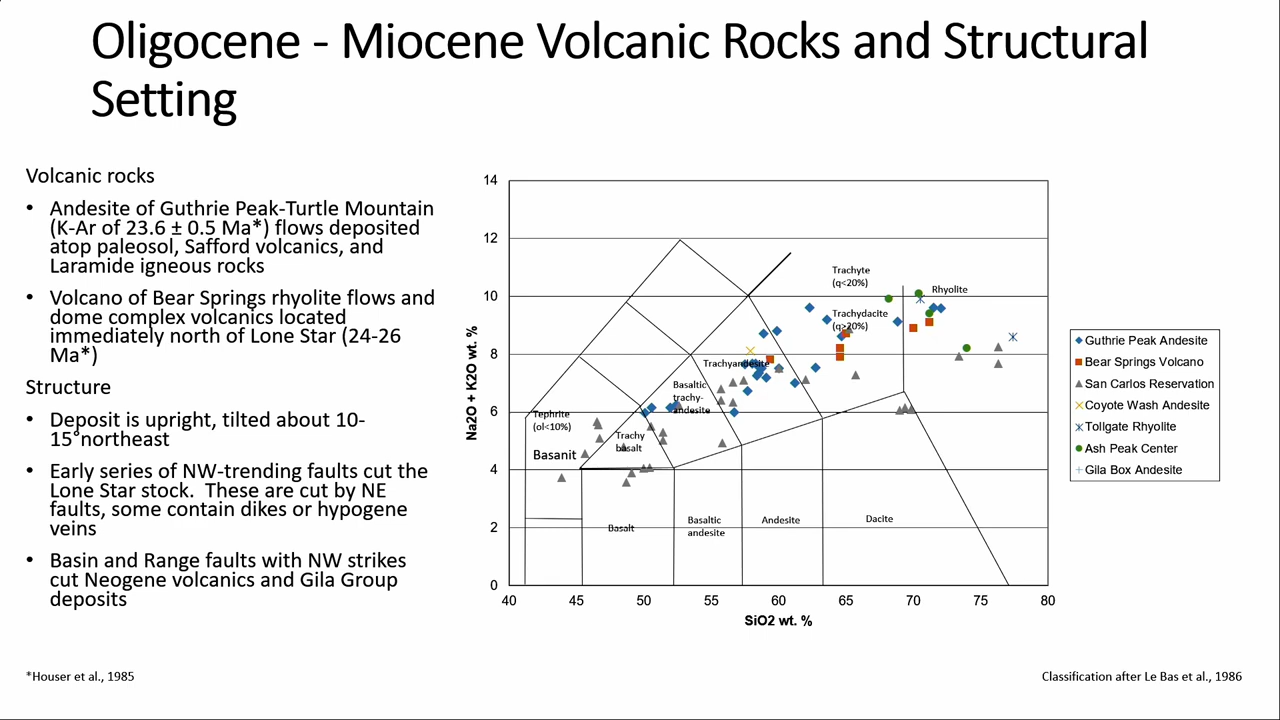 Oligocene - Miocene Volcanic Rocks and Structural
Setting
Volcanic rocks
• Andesite of Guthrie Peak-Turtle Mountain
(K-Ar of 23.6 ± 0.5 Ma*) flows deposited
atop paleosol, Safford volcanics, and
Laramide igneous rocks
• Volcano of Bear Springs rhyolite flows and
dome complex volcanics located
immediately north of Lone Star (24-26
Ma*)
Structure
• Deposit is upright, tilted about 10-
15°northeast
• Early series of NW-trending faults cut the
Lone Star stock.  These are cut by NE
faults, some contain dikes or hypogene
veins
• Basin and Range faults with NW strikes
cut Neogene volcanics and Gila Group
deposits
*Houser et al., 1985
14
12
10
8
6
4
2
0
Na2O + K2O wt. %
40 45 50 55 60 65 70 75 80
SiO2 wt. %
Trachyte
(q<20%)
Rhyolite
Trachydacite
(q>20%)
Trachyandesite
Basaltic
trachy-
andesite
Tephrite
(ol<10%)
Trachy
basalt
Basanit
Basalt
Basaltic
andesite
Andesite
Dacite
Guthrie Peak Andesite
Bear Springs Volcano
San Carlos Reservation
Coyote Wash Andesite
Tollgate Rhyolite
Ash Peak Center
Gila Box Andesite
Classification after Le Bas et al., 1986